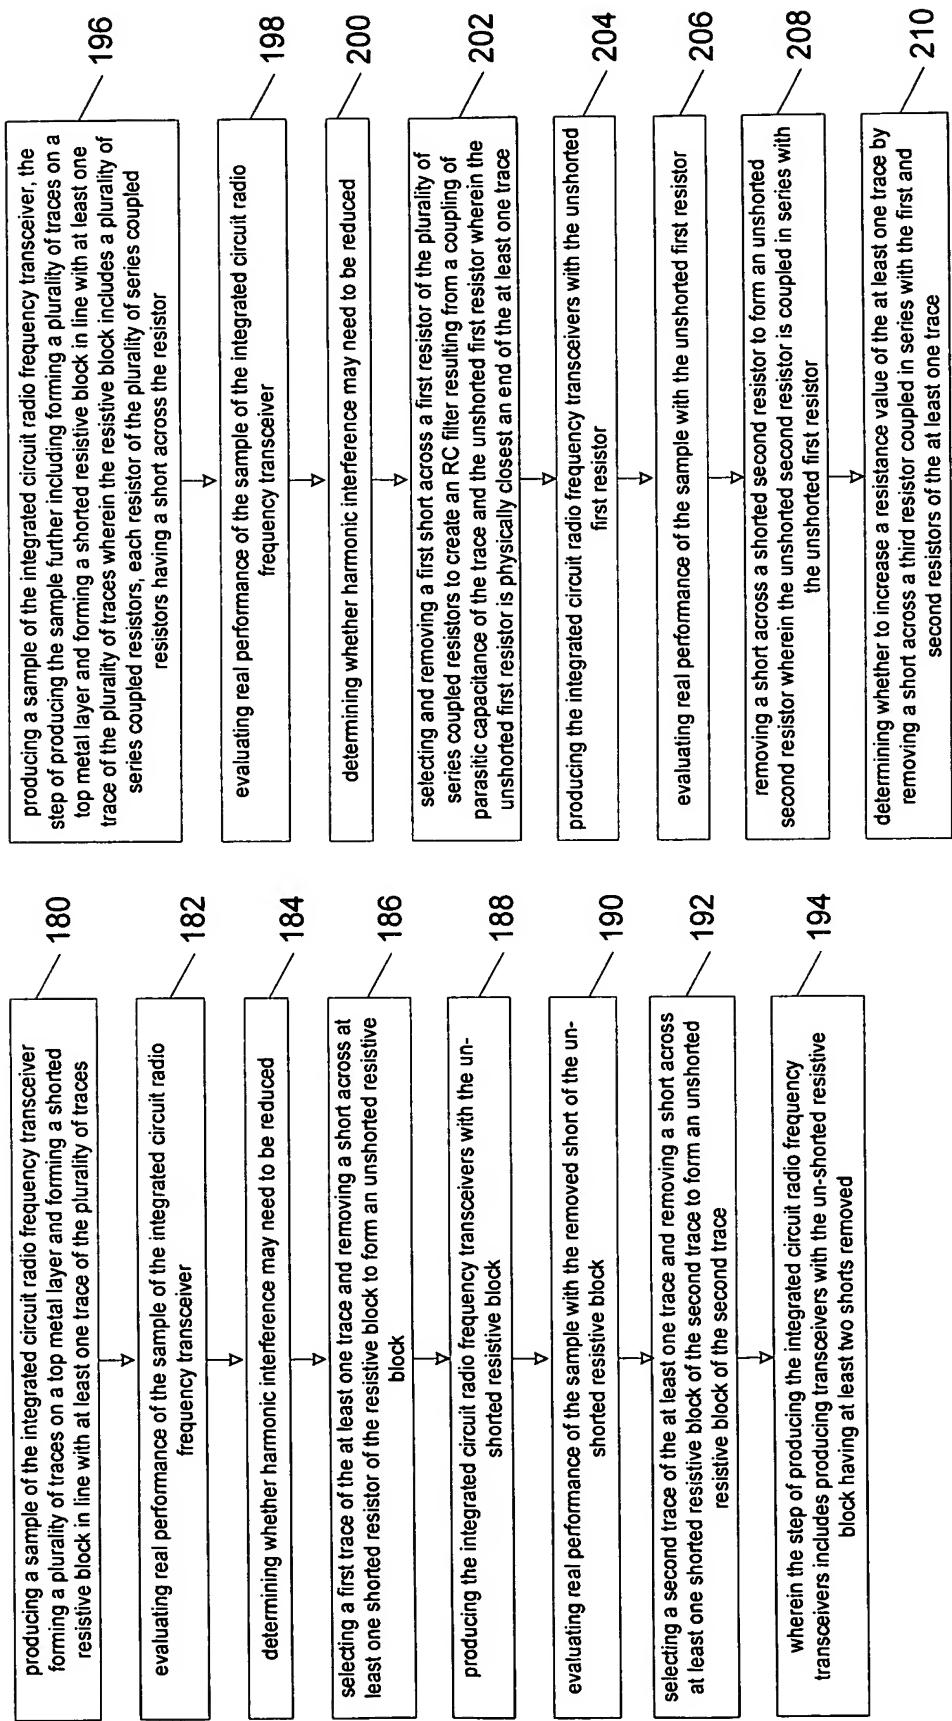 producing a sample of the integrated circuit radio frequency transceiver
forming a plurality of traces on a top metal layer and forming a shorted
resistive block in line with at least one trace of the plurality of traces
180
evaluating real performance of the sample of the integrated circuit radio
frequency transceiver
182
determining whether harmonic interference may need to be reduced
184
selecting a first trace of the at least one trace and removing a short across at
least one shorted resistor of the resistive block to form an unshorted resistive
block
186
producing the integrated circuit radio frequency transceivers with the un-
shorted resistive block
188
evaluating real performance of the sample with the removed short of the un-
shorted resistive block
190
selecting a second trace of the at least one trace and removing a short across
at least one shorted resistive block of the second trace to form an unshorted
resistive block of the second trace
192
wherein the step of producing the integrated circuit radio frequency
transceivers includes producing transceivers with the un-shorted resistive
block having at least two shorts removed
194
producing a sample of the integrated circuit radio frequency transceiver, the
step of producing the sample further including forming a plurality of traces on a
top metal layer and forming a shorted resistive block in line with at least one
trace of the plurality of traces wherein the resistive block includes a plurality of
series coupled resistors, each resistor of the plurality of series coupled
resistors having a short across the resistor
196
evaluating real performance of the sample of the integrated circuit radio
frequency transceiver
198
determining whether harmonic interference may need to be reduced
200
selecting and removing a first short across a first resistor of the plurality of
series coupled resistors to create an RC filter resulting from a coupling of
parasitic capacitance of the trace and the unshorted first resistor wherein the
unshorted first resistor is physically closest an end of the at least one trace
202
producing the integrated circuit radio frequency transceivers with the unshorted
first resistor
204
evaluating real performance of the sample with the unshorted first resistor
206
removing a short across a shorted second resistor to form an unshorted
second resistor wherein the unshorted second resistor is coupled in series with
the unshorted first resistor
208
determining whether to increase a resistance value of the at least one trace by
removing a short across a third resistor coupled in series with the first and
second resistors of the at least one trace
210